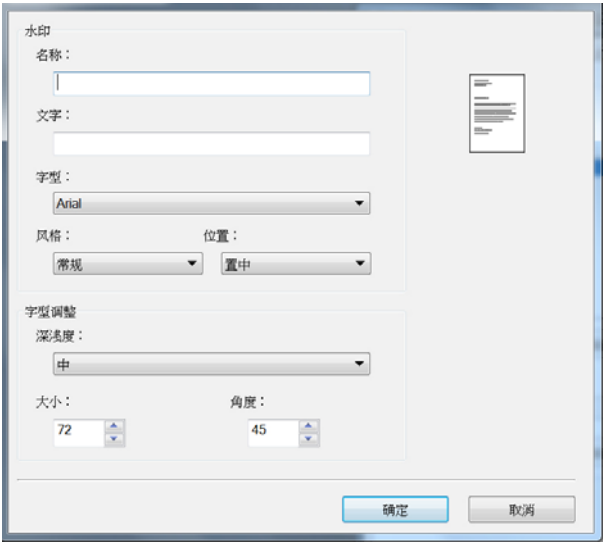 水印
名称：
文字：
字型：
Arial
风格： 位置：
常规 置中
字型调整
深浅度：
中
大小： 角度：
72 45
确定 取消